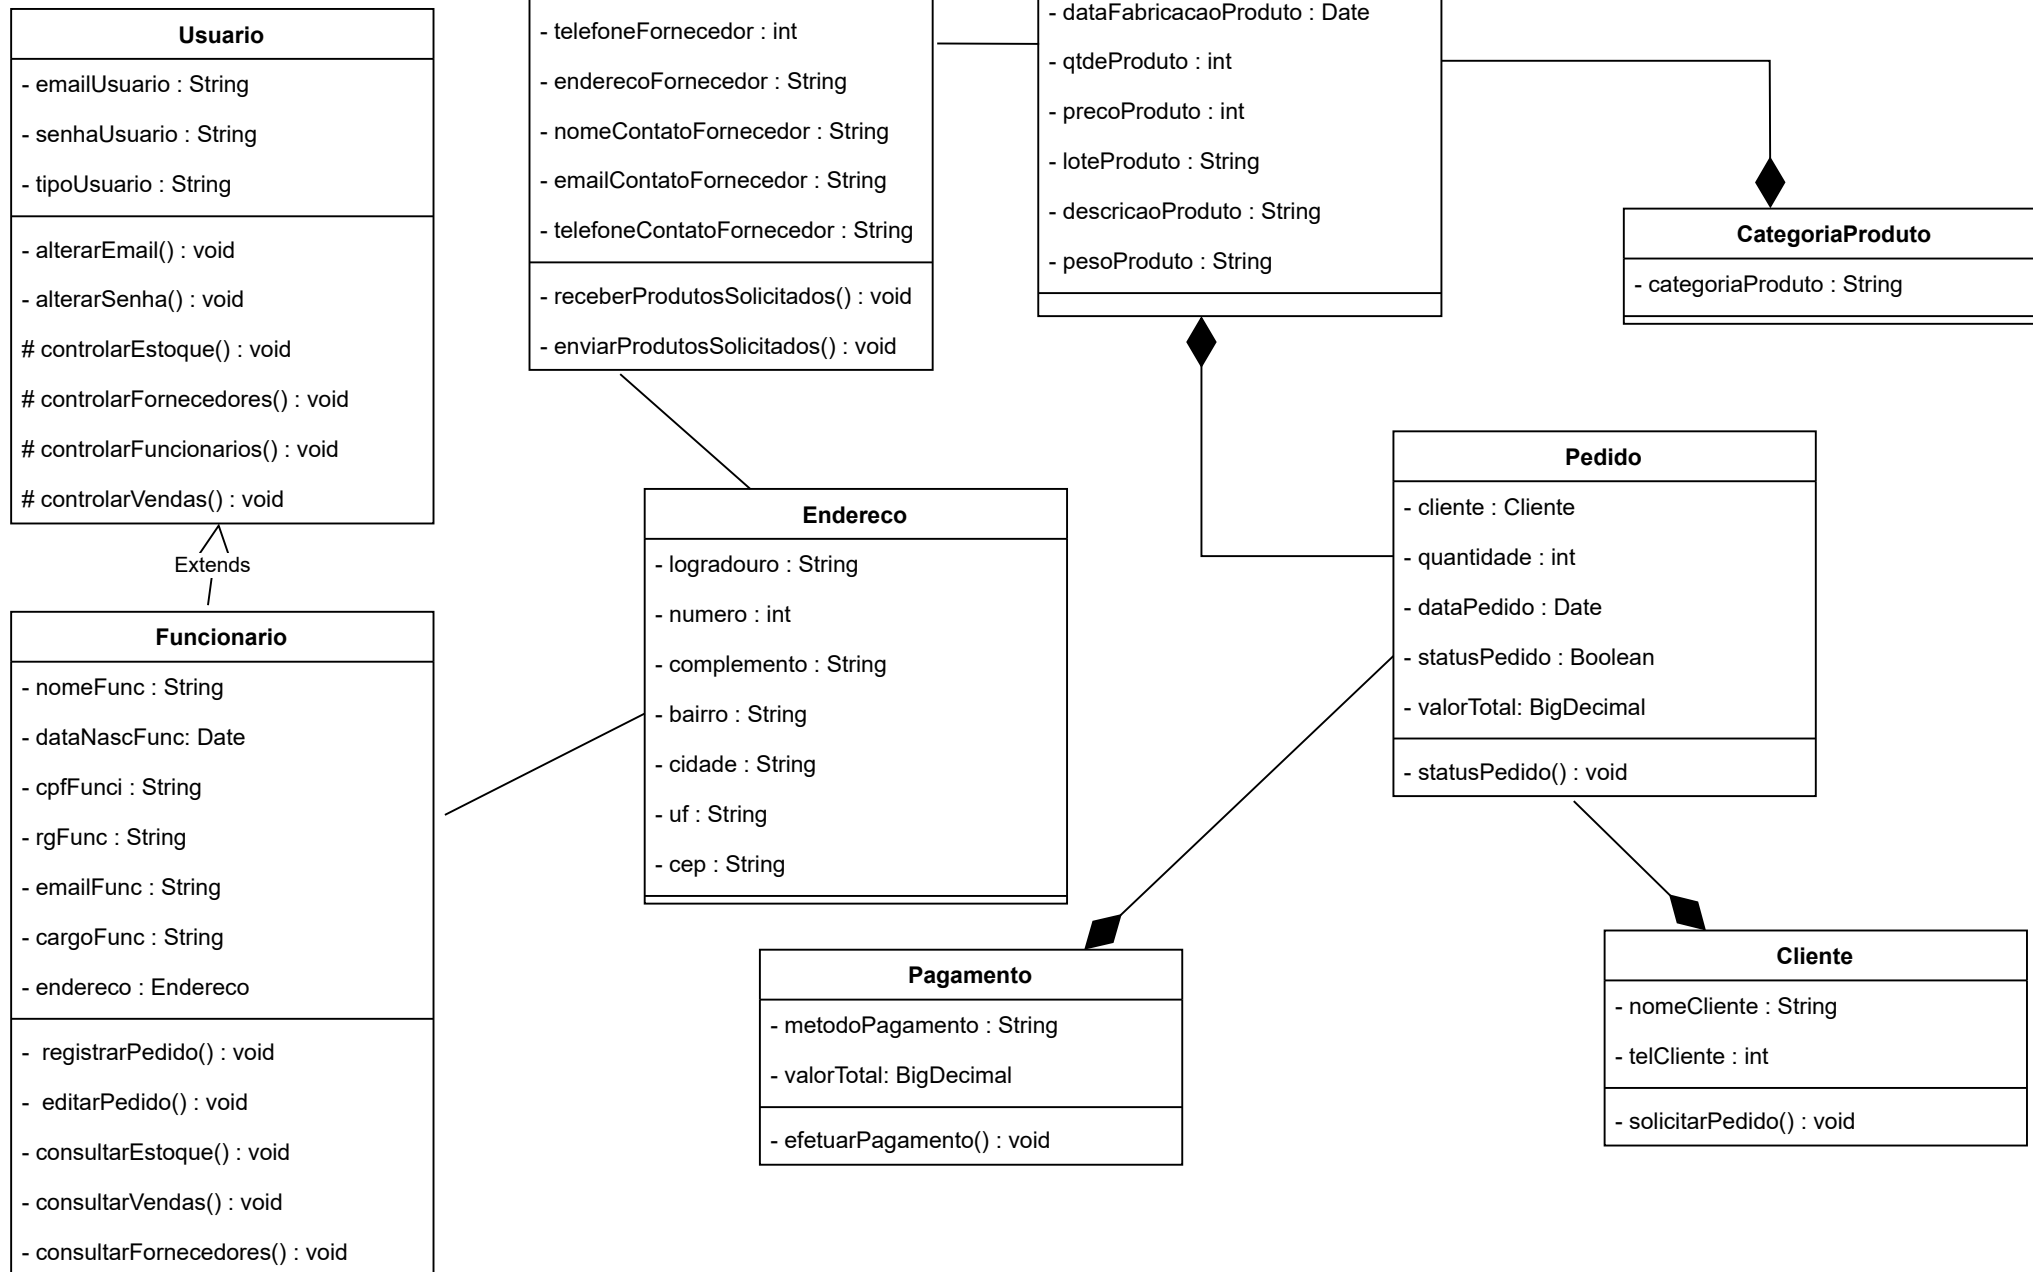 Usuario
- emailUsuario : String
- senhaUsuario : String
- tipoUsuario : String
- alterarEmail() : void
- alterarSenha() : void
# controlarEstoque() : void
# controlarFornecedores() : void
# controlarFuncionarios() : void
# controlarVendas() : void
Extends
Funcionario
- nomeFunc : String
- dataNascFunc: Date
- cpfFunci : String
- rgFunc : String
- emailFunc : String
- cargoFunc : String
- endereco : Endereco
- registrarPedido() : void
- editarPedido() : void
- consultarEstoque() : void
- consultarVendas() : void
- consultarFornecedores() : void
- telefoneFornecedor : int
- enderecoFornecedor : String
- nomeContatoFornecedor : String
- emailContatoFornecedor : String
- telefoneContatoFornecedor : String
- receberProdutosSolicitados() : void
- enviarProdutosSolicitados() : void
- dataFabricacaoProduto : Date
- qtdeProduto : int
- precoProduto : int
- loteProduto : String
- descricaoProduto : String
- pesoProduto : String
CategoriaProduto
- categoriaProduto : String
Endereco
- logradouro : String
- numero : int
- complemento : String
- bairro : String
- cidade : String
- uf : String
- cep : String
Pedido
- cliente : Cliente
- quantidade : int
- dataPedido : Date
- statusPedido : Boolean
- valorTotal: BigDecimal
- statusPedido() : void
Pagamento
- metodoPagamento : String
- valorTotal: BigDecimal
- efetuarPagamento() : void
Cliente
- nomeCliente : String
- telCliente : int
- solicitarPedido() : void